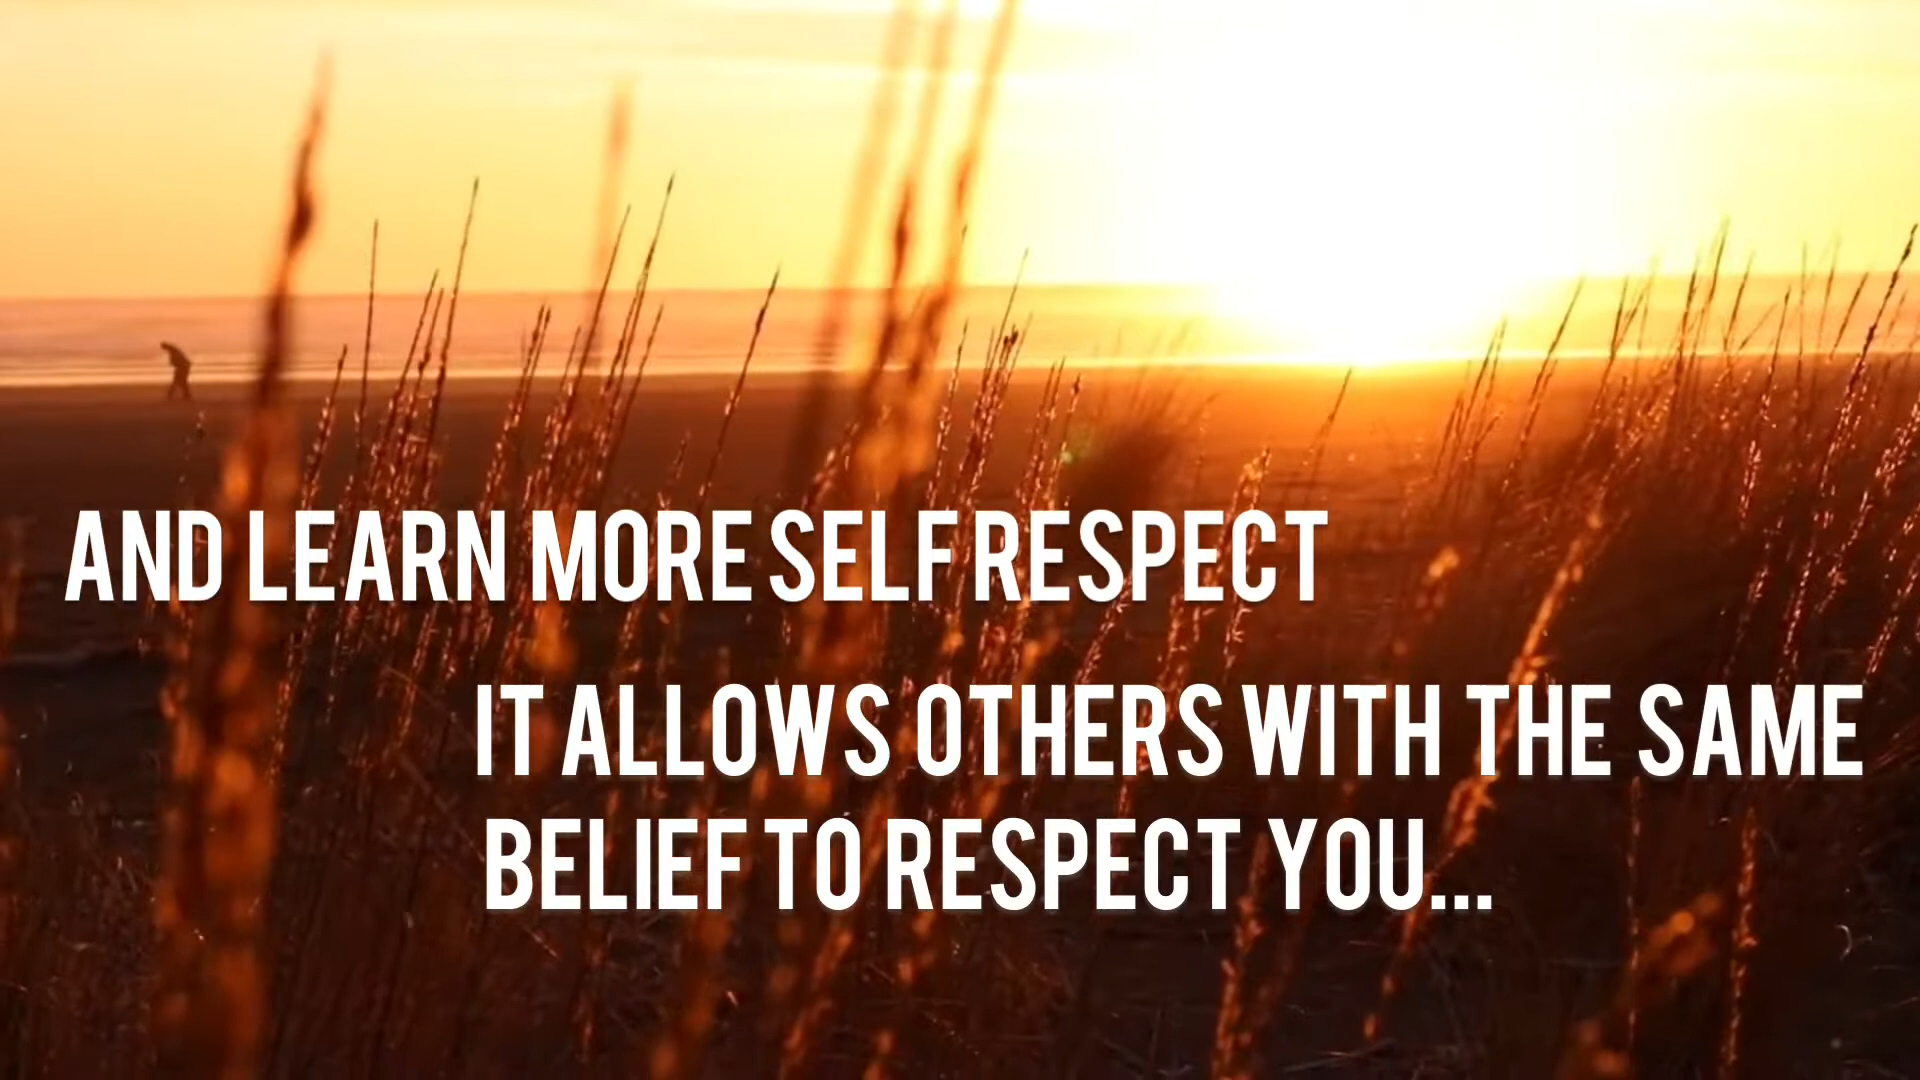 AND LEARN MORE SELF RESPECT
IT ALLOWS OTHERS WITH THE SAME
BELIEF TO RESPECT YOU...